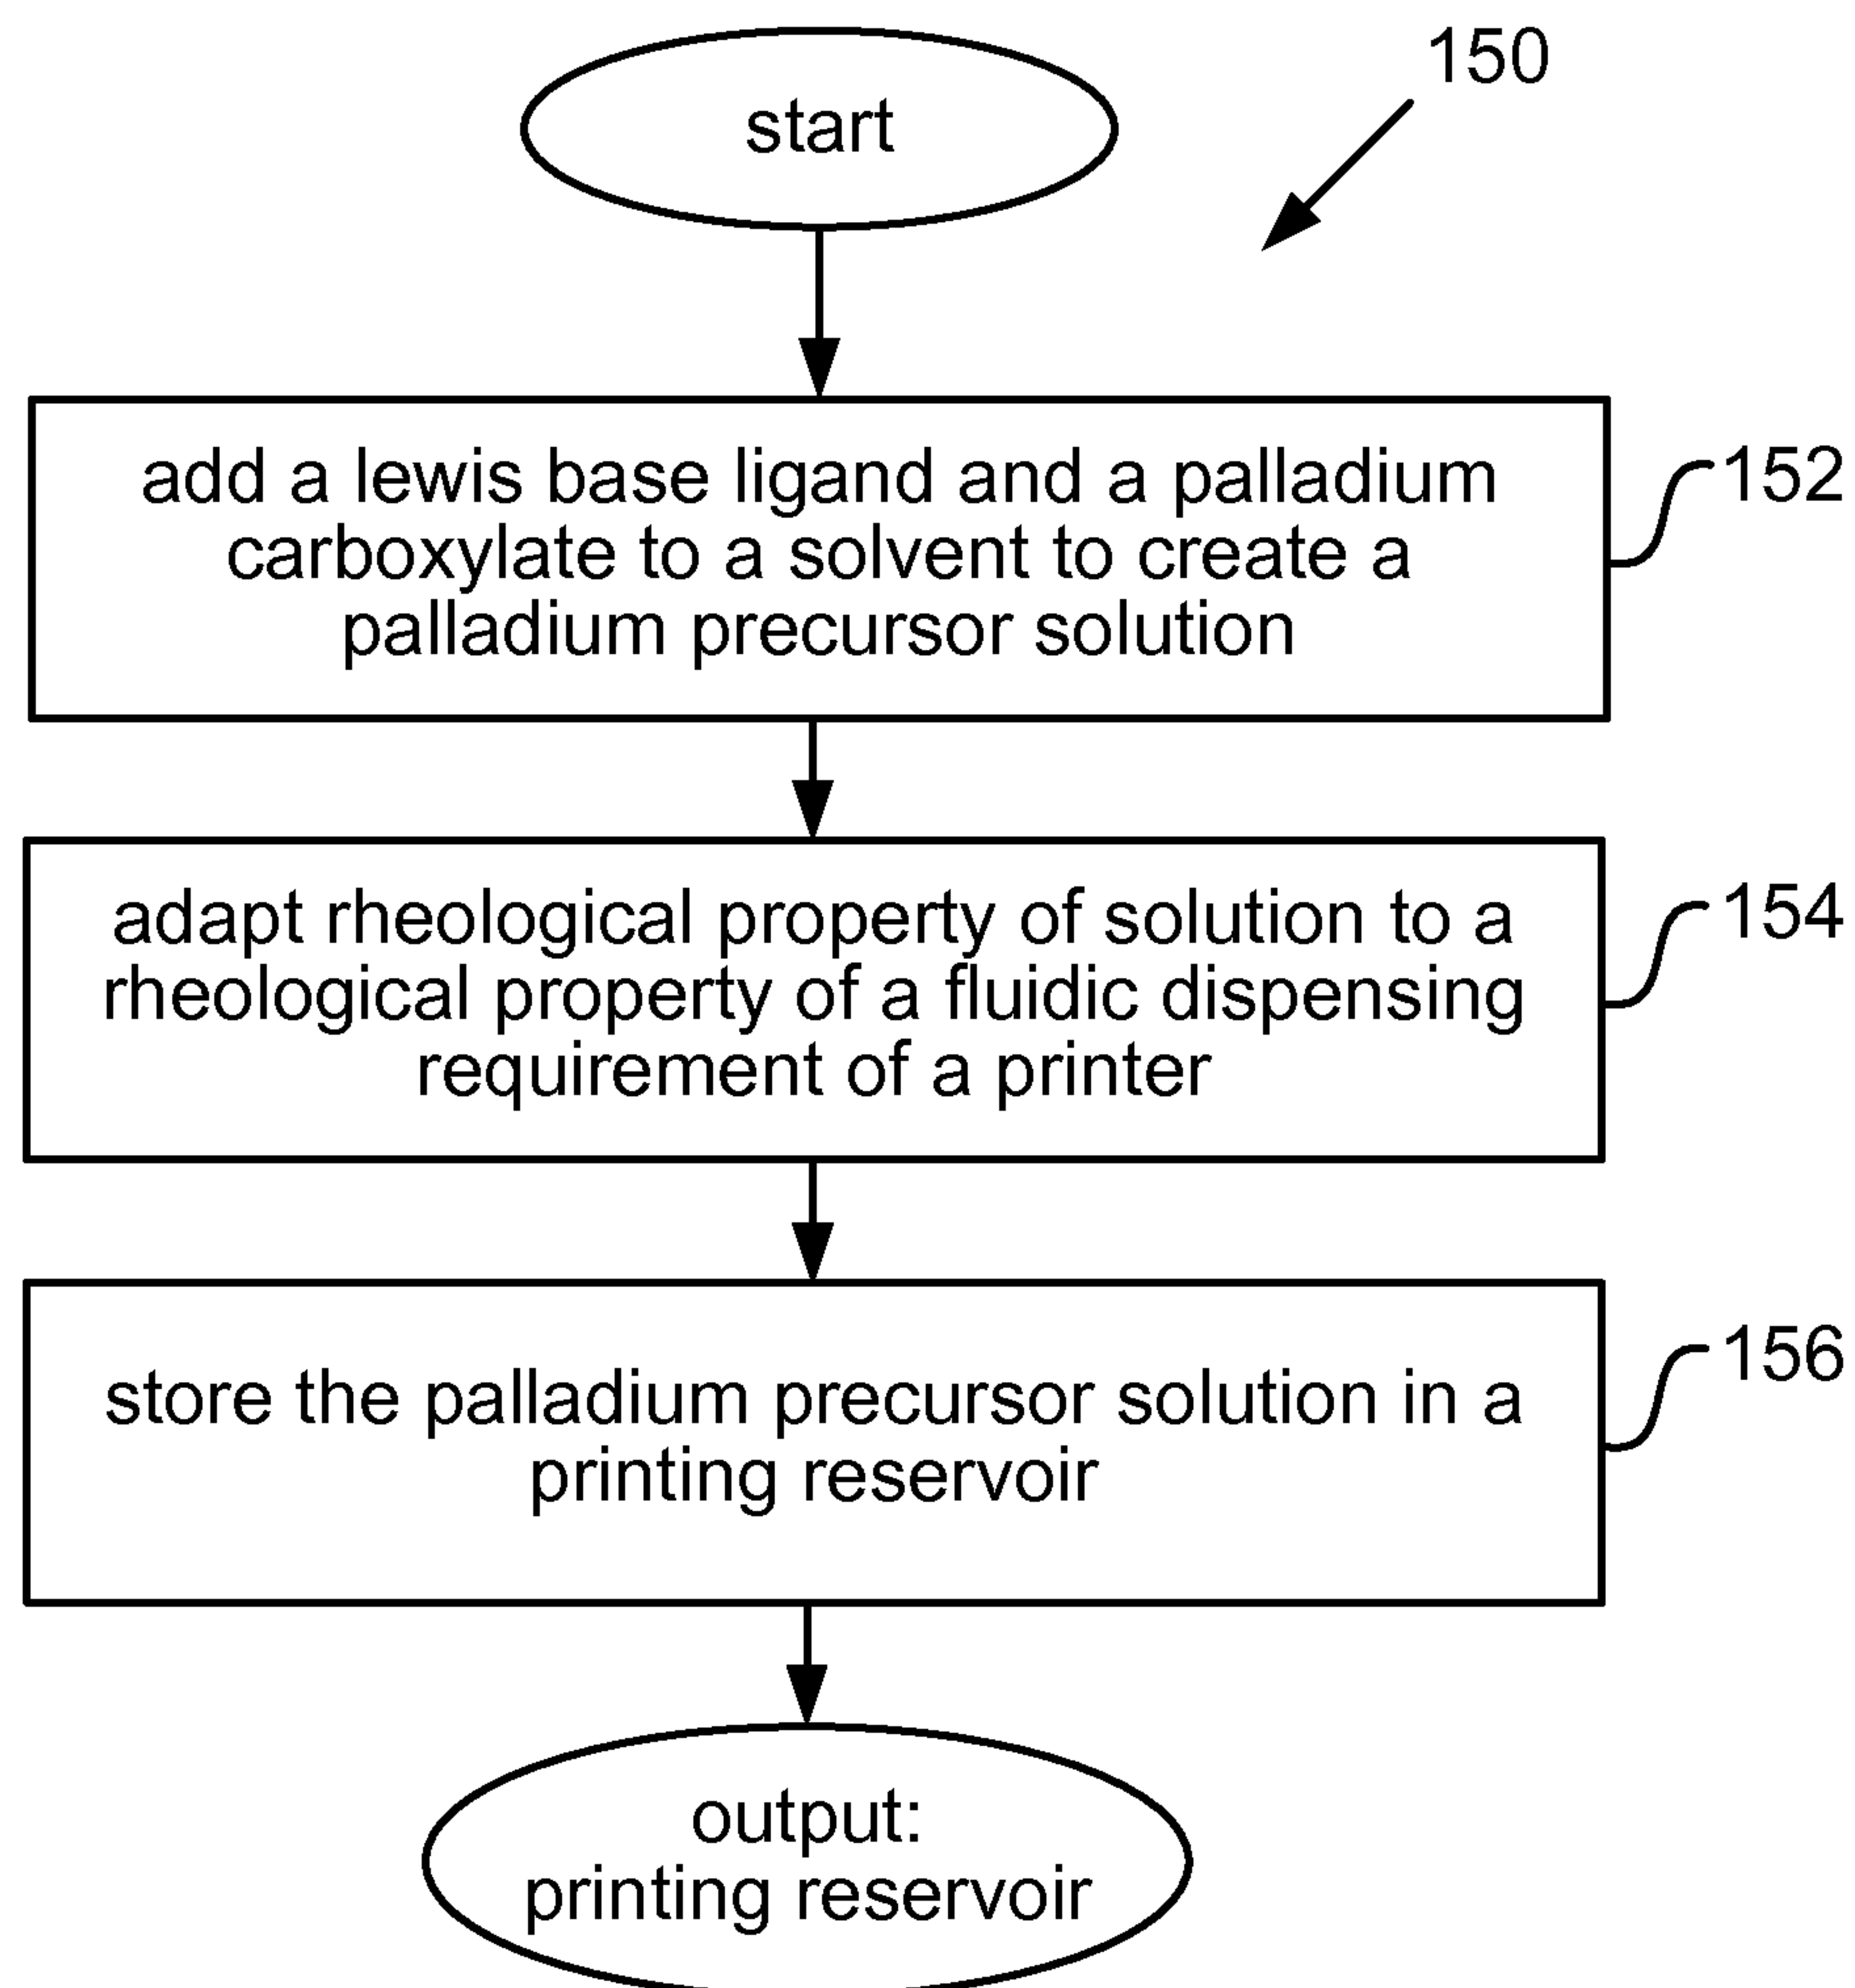 start
150
add a lewis base ligand and a palladium
carboxylate to a solvent to create a
palladium precursor solution
152
adapt rheological property of solution to a
rheological property of a fluidic dispensing
requirement of a printer
154
store the palladium precursor solution in a
printing reservoir
156
output:
printing reservoir